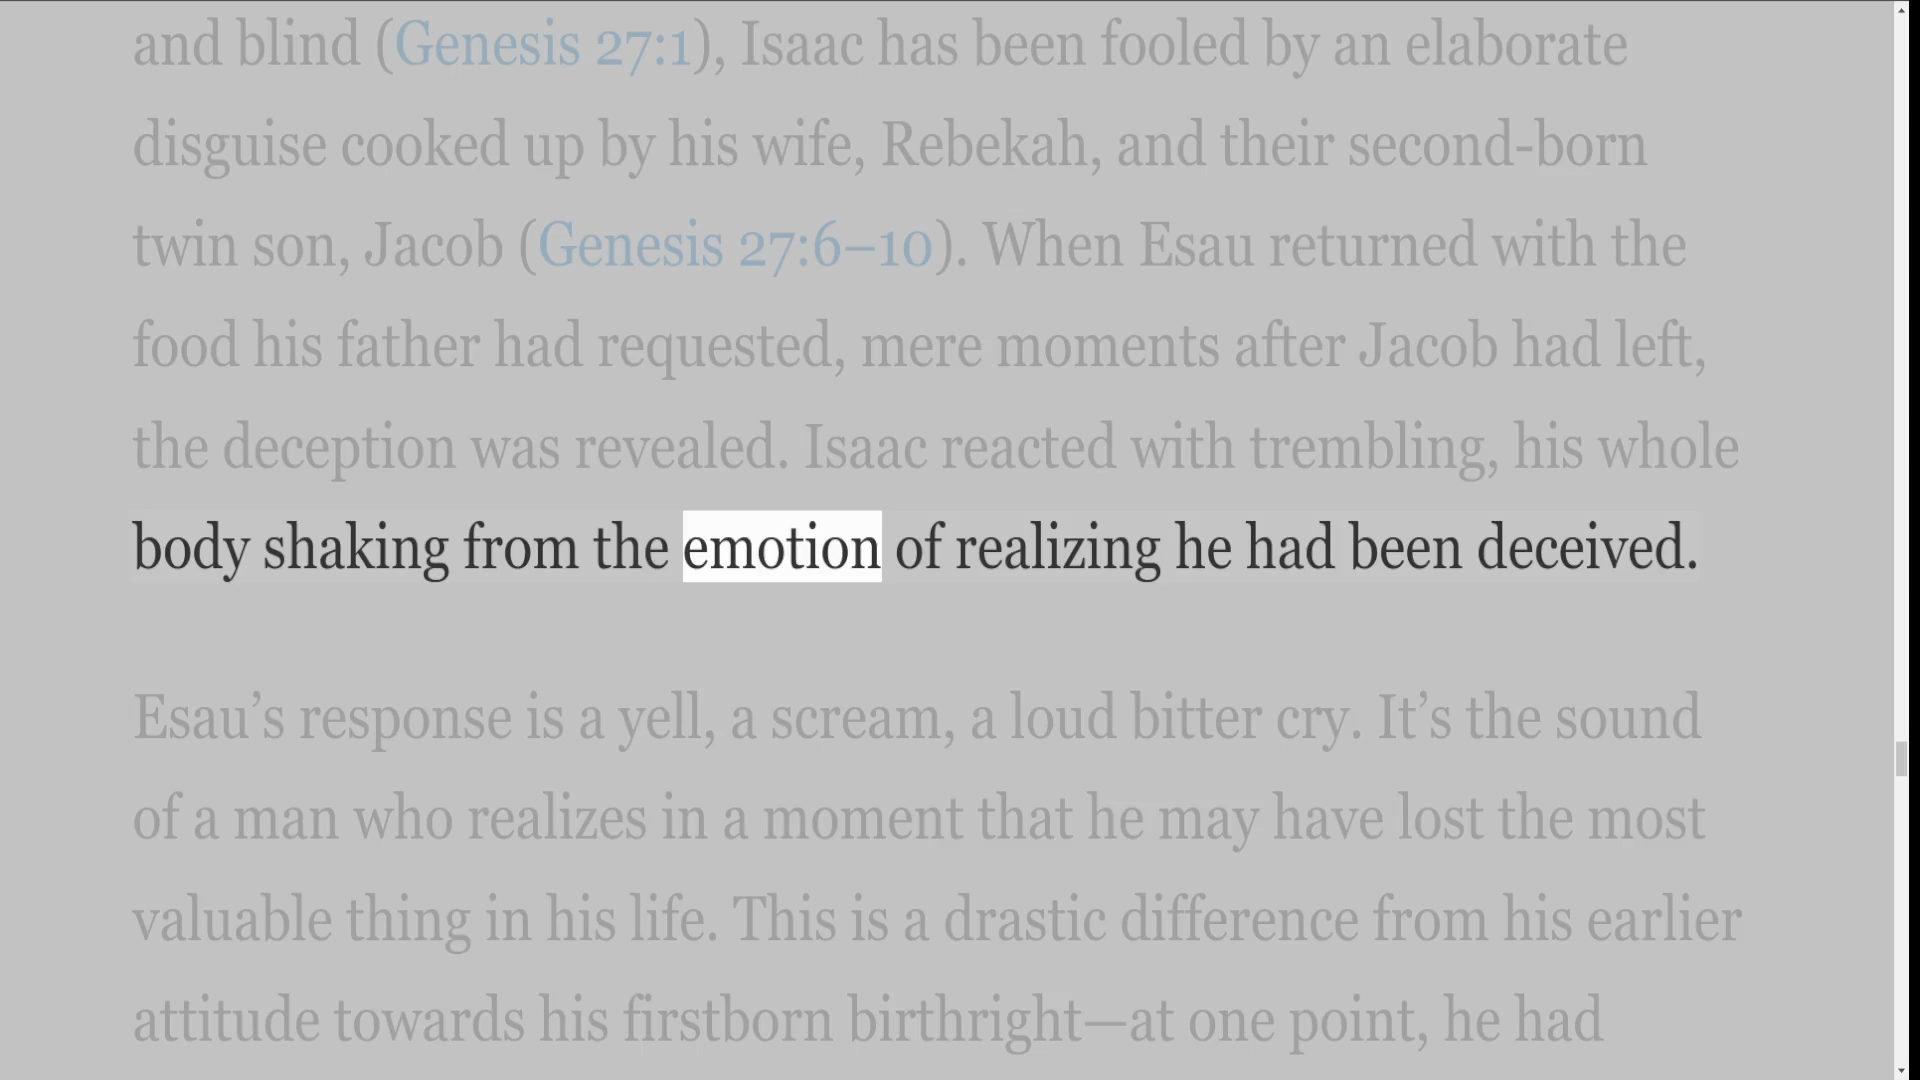 and blind (Genesis 27:1), Isaac has been fooled by an elaborate
disguise cooked up by his wife, Rebekah, and their second-born
twin son, Jacob (Genesis 27:6–10). When Esau returned with the
food his father had requested, mere moments after Jacob had left,
the deception was revealed. Isaac reacted with trembling, his whole
body shaking from the emotion of realizing he had been deceived.
Esau’s response is a yell, a scream, a loud bitter cry. It’s the sound
of a man who realizes in a moment that he may have lost the most
valuable thing in his life. This is a drastic difference from his earlier
attitude towards his firstborn birthright—at one point, he had